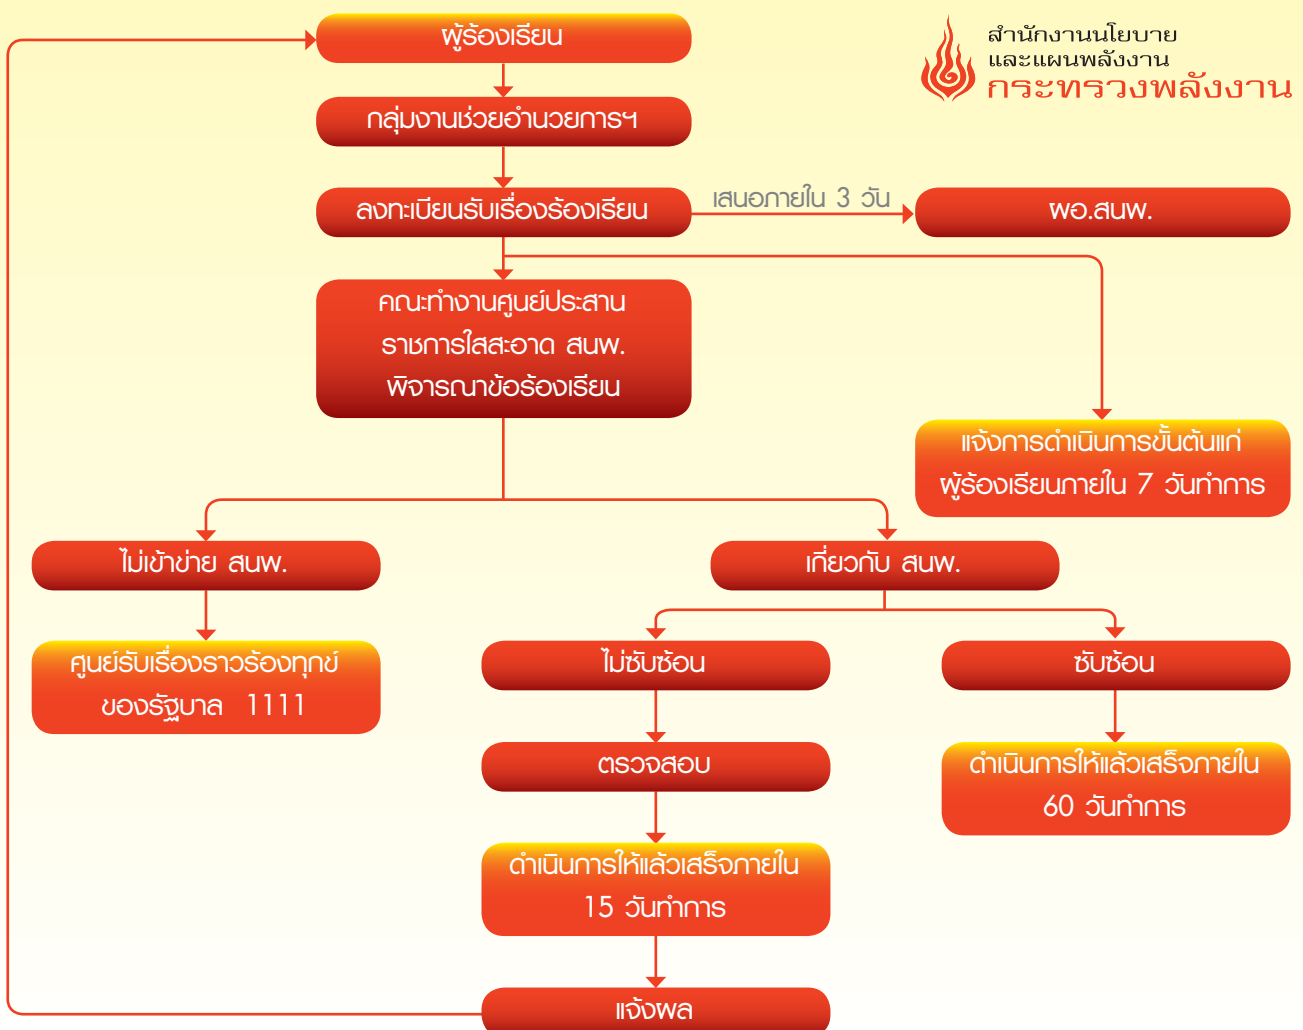 ผู้ร้องเรียน
สำนักงานนโยบาย
และแผนพลังงาน
กระทรวงพลังงาน
กลุ่มงานช่วยอำนวยการฯ
ลงทะเบียนรับเรื่องร้องเรียน
เสนอภายใน 3 วัน
ผอ.สนพ.
คณะทำงานศูนย์ประสาน
ราชการใสสะอาด สนพ.
พิจารณาข้อร้องเรียน
แจ้งการดำเนินการขั้นต้นแก่
ผู้ร้องเรียนภายใน 7 วันทำการ
ไม่เข้าข่าย สนพ.
เกี่ยวกับ สนพ.
ศูนย์รับเรื่องราวร้องทุกข์
ของรัฐบาล 1111
ไม่ซับซ้อน
ซับซ้อน
ตรวจสอบ
ดำเนินการให้แล้วเสร็จภายใน
60 วันทำการ
ดำเนินการให้แล้วเสร็จภายใน
15 วันทำการ
แจ้งผล